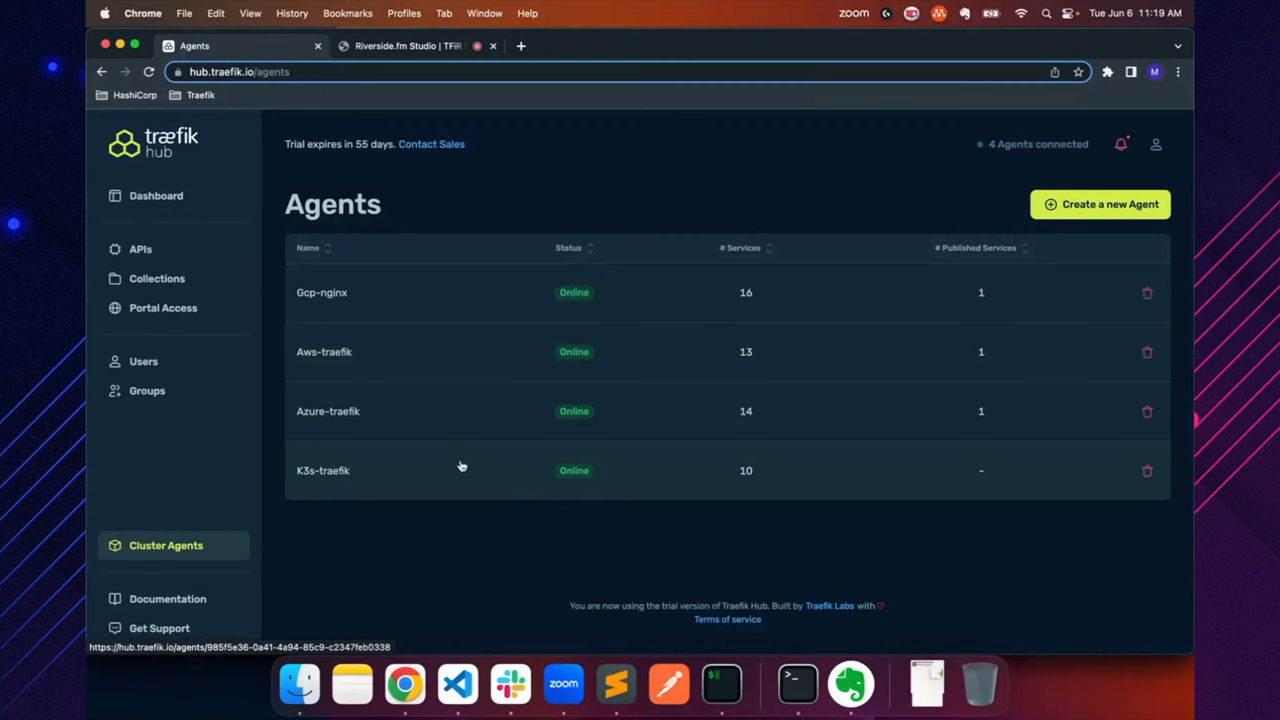 Chrome File Edit View History Bookmarks Profiles Tab Window Help zoom Tue Jun 6 11:19 AM
Agents Riverside.fm Studio | TFiR
hub.traefik.io/agents M
HashiCorp Traefik
træfik
hub
Trial expires in 55 days. Contact Sales 4 Agents connected
Dashboard
APIs
Collections
Portal Access
Users
Groups
Cluster Agents
Documentation
Get Support
Agents Create a new Agent
Name Status # Services # Published Services
Gcp-nginx Online 16 1
Aws-traefik Online 13 1
Azure-traefik Online 14 1
K3s-traefik Online 10 -
You are now using the trial version of Traefik Hub. Built by Traefik Labs with
Terms of service
https://hub.traefik.io/agents/985f5e36-0a41-4a94-85c9-c2347feb0338
zoom